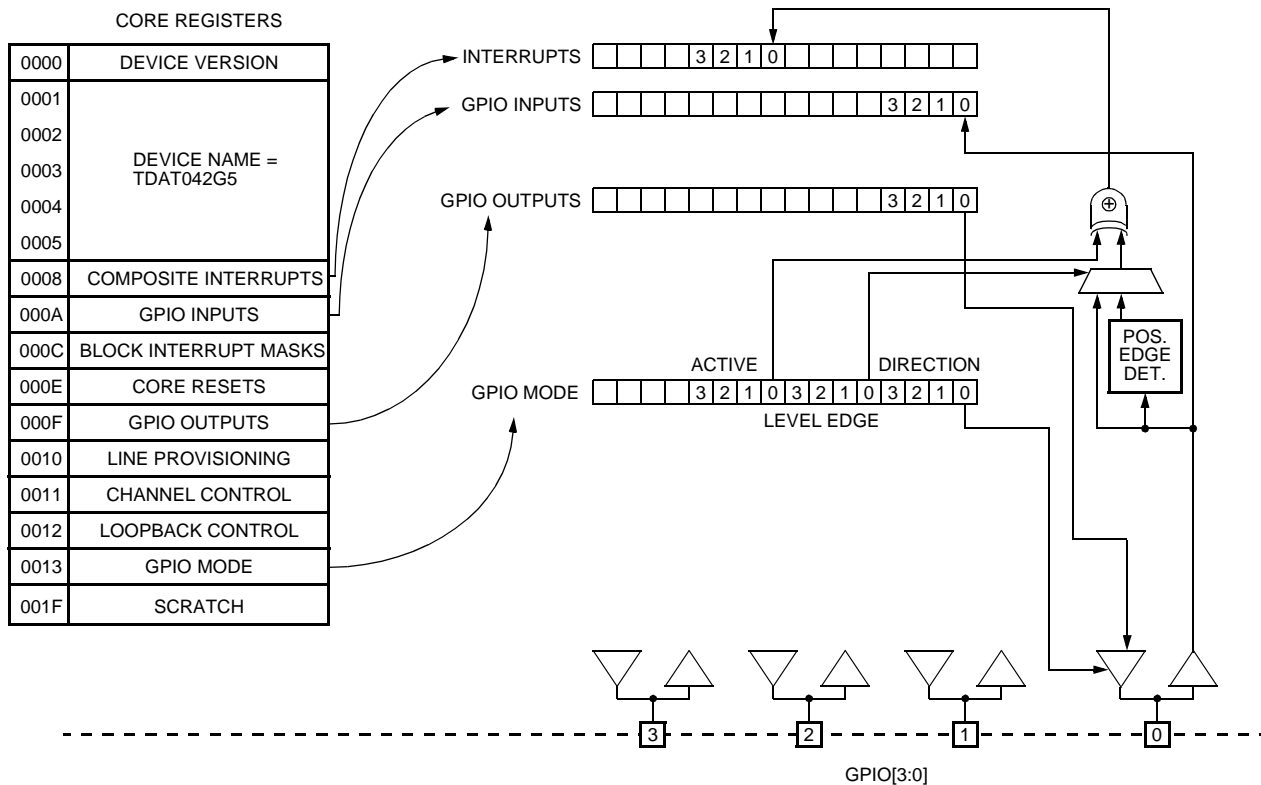 CORE REGISTERS
0000 DEVICE VERSION
0001
0002
0003
0004
0005
DEVICE NAME =
TDAT042G5
0008 COMPOSITE INTERRUPTS
000A GPIO INPUTS
000C BLOCK INTERRUPT MASKS
000E CORE RESETS
000F GPIO OUTPUTS
0010 LINE PROVISIONING
0011 CHANNEL CONTROL
0012 LOOPBACK CONTROL
0013 GPIO MODE
001F SCRATCH
INTERRUPTS 3 2 1 0
GPIO INPUTS 3 2 1 0
GPIO OUTPUTS 3 2 1 0
ACTIVE DIRECTION
GPIO MODE 3 2 1 0 3 2 1 0 3 2 1 0
LEVEL EDGE
POS.
EDGE
DET.
3 2 1 0
GPIO[3:0]